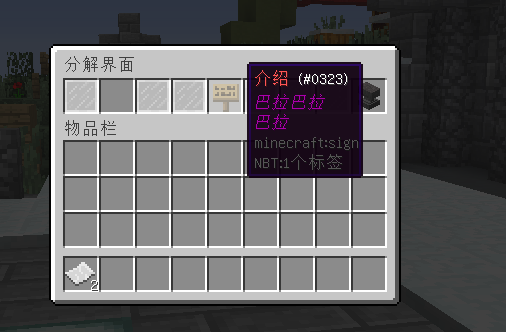 分解界面
介绍 (#0323)
巴拉巴拉
巴拉
minecraft:sign
NBT:1个标签
物品栏
2